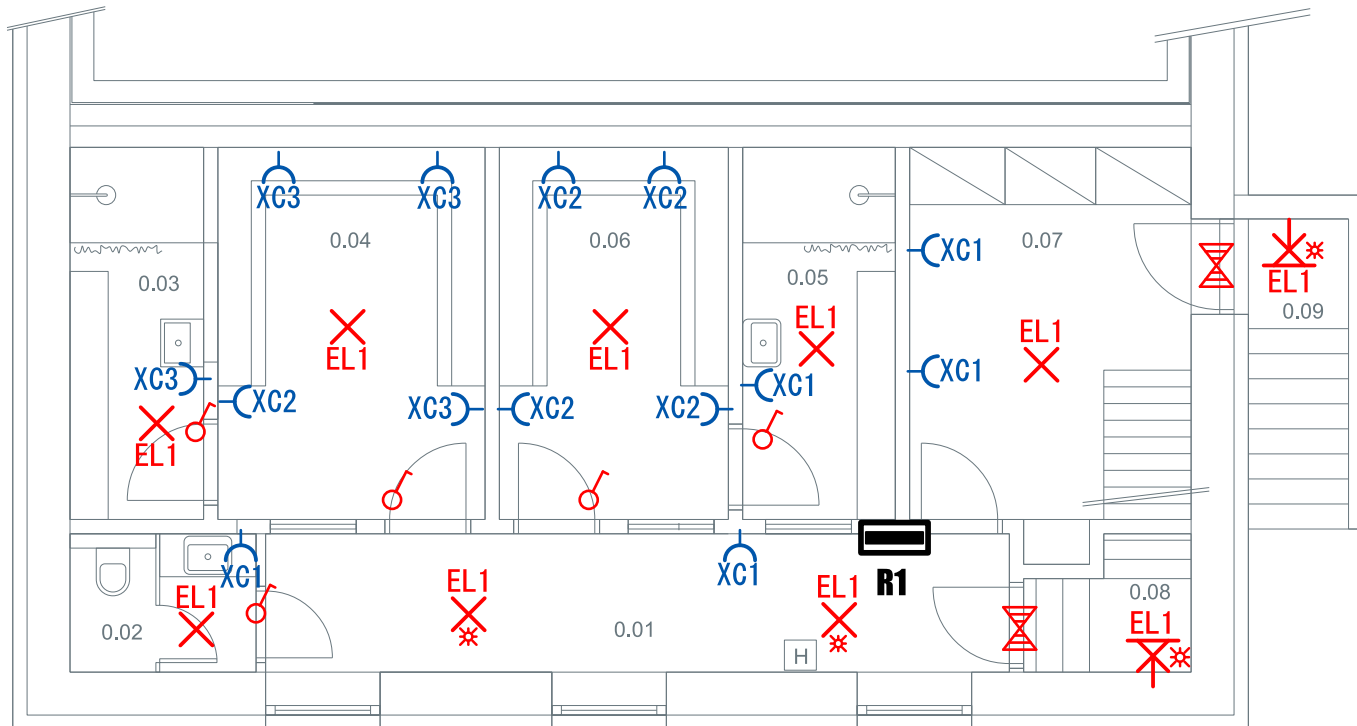 XC3
XC3
XC2
XC2
0.04
0.06
0.07
XC1
0.03
0.05
EL1
0.09
EL1
EL1
EL1
EL1
XC3
XC1
XC1
XC2
XC3
XC2
XC2
EL1
XC1
XC1
EL1
EL1
R1
0.08
EL1
0.02
0.01
EL1
H